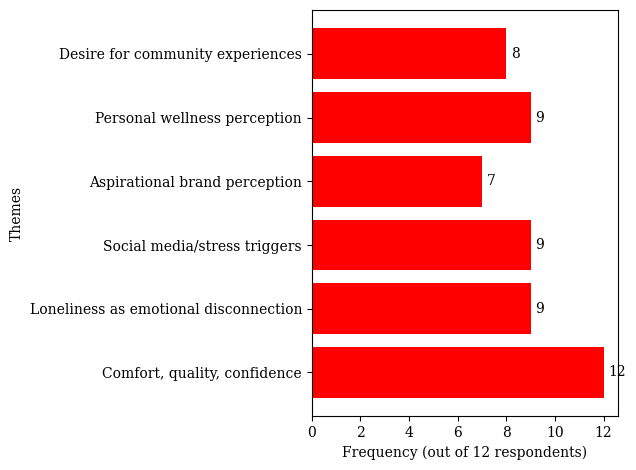 Desire for community experiences
8
Personal wellness perception
9
Aspirational brand perception
7
Social media/stress triggers
9
Loneliness as emotional disconnection
9
Comfort, quality, confidence
12
Themes
0 2 4 6 8 10 12
Frequency (out of 12 respondents)